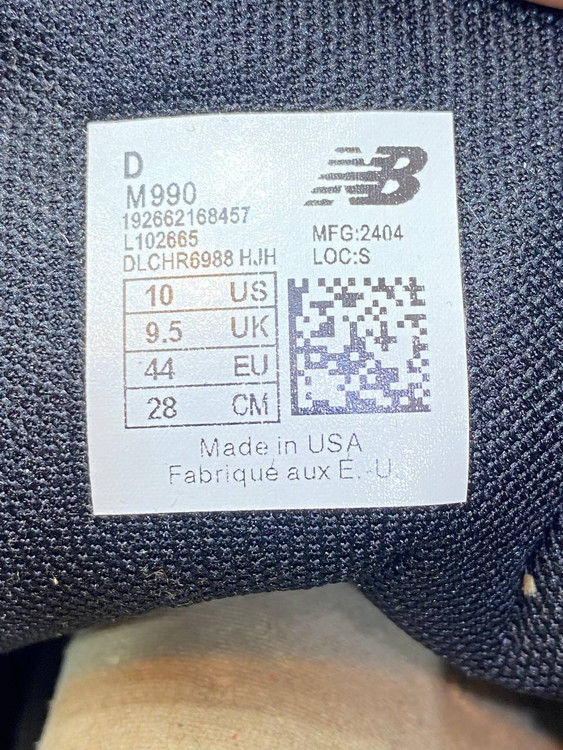 D
M990
192662168457
L102665
DLCHR6988 HJH
NB
MFG:2404
LOC:S
10 US
9.5 UK
44 EU
28 CM
Made in USA
Fabriqué aux E.-U.